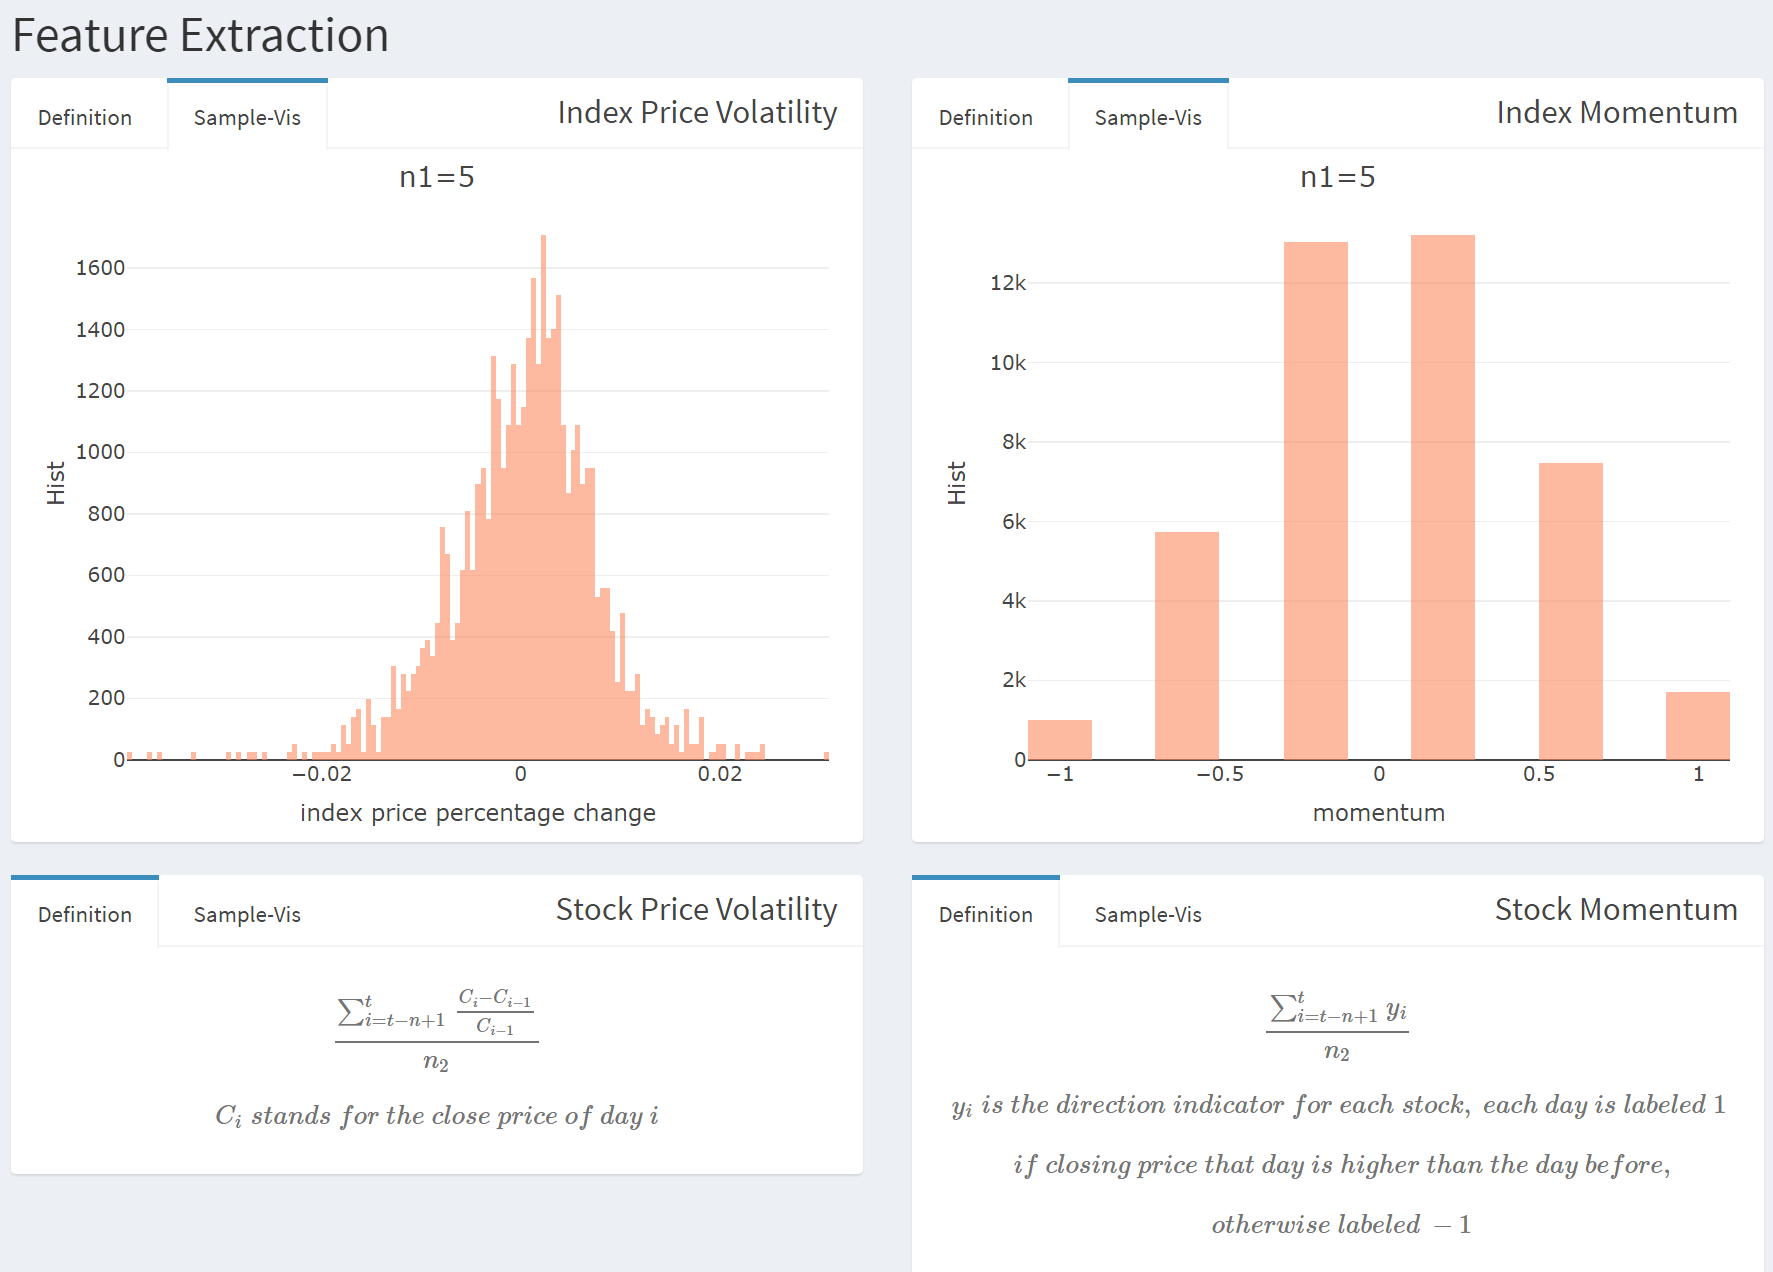 Feature Extraction
Definition
Sample-Vis
Index Price Volatility
n1=5
1600
1400
1200
1000
800
600
400
200
0
Hist
−0.02
0
0.02
index price percentage change
Definition
Sample-Vis
Index Momentum
n1=5
12k
10k
8k
6k
4k
2k
0
Hist
−1
−0.5
0
0.5
1
momentum
Definition
Sample-Vis
Stock Price Volatility
\frac{\sum_{i=t-n+1}^{t} \frac{C_i - C_{i-1}}{C_{i-1}}}{n_2}
C_i stands for the close price of day i
Definition
Sample-Vis
Stock Momentum
\frac{\sum_{i=t-n+1}^{t} y_i}{n_2}
y_i is the direction indicator for each stock, each day is labeled 1
if closing price that day is higher than the day before,
otherwise labeled − 1